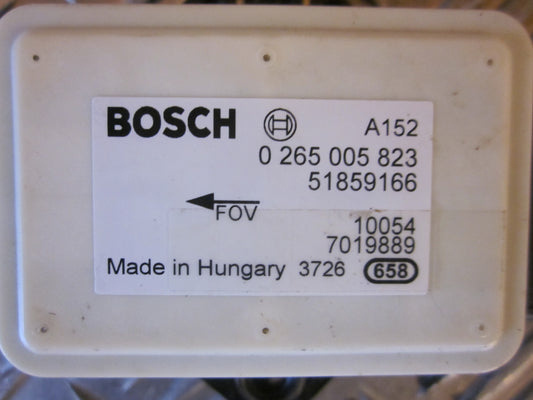 BOSCH A152
0 265 005 823
51859166
FOV
10054
7019889
Made in Hungary 3726 658